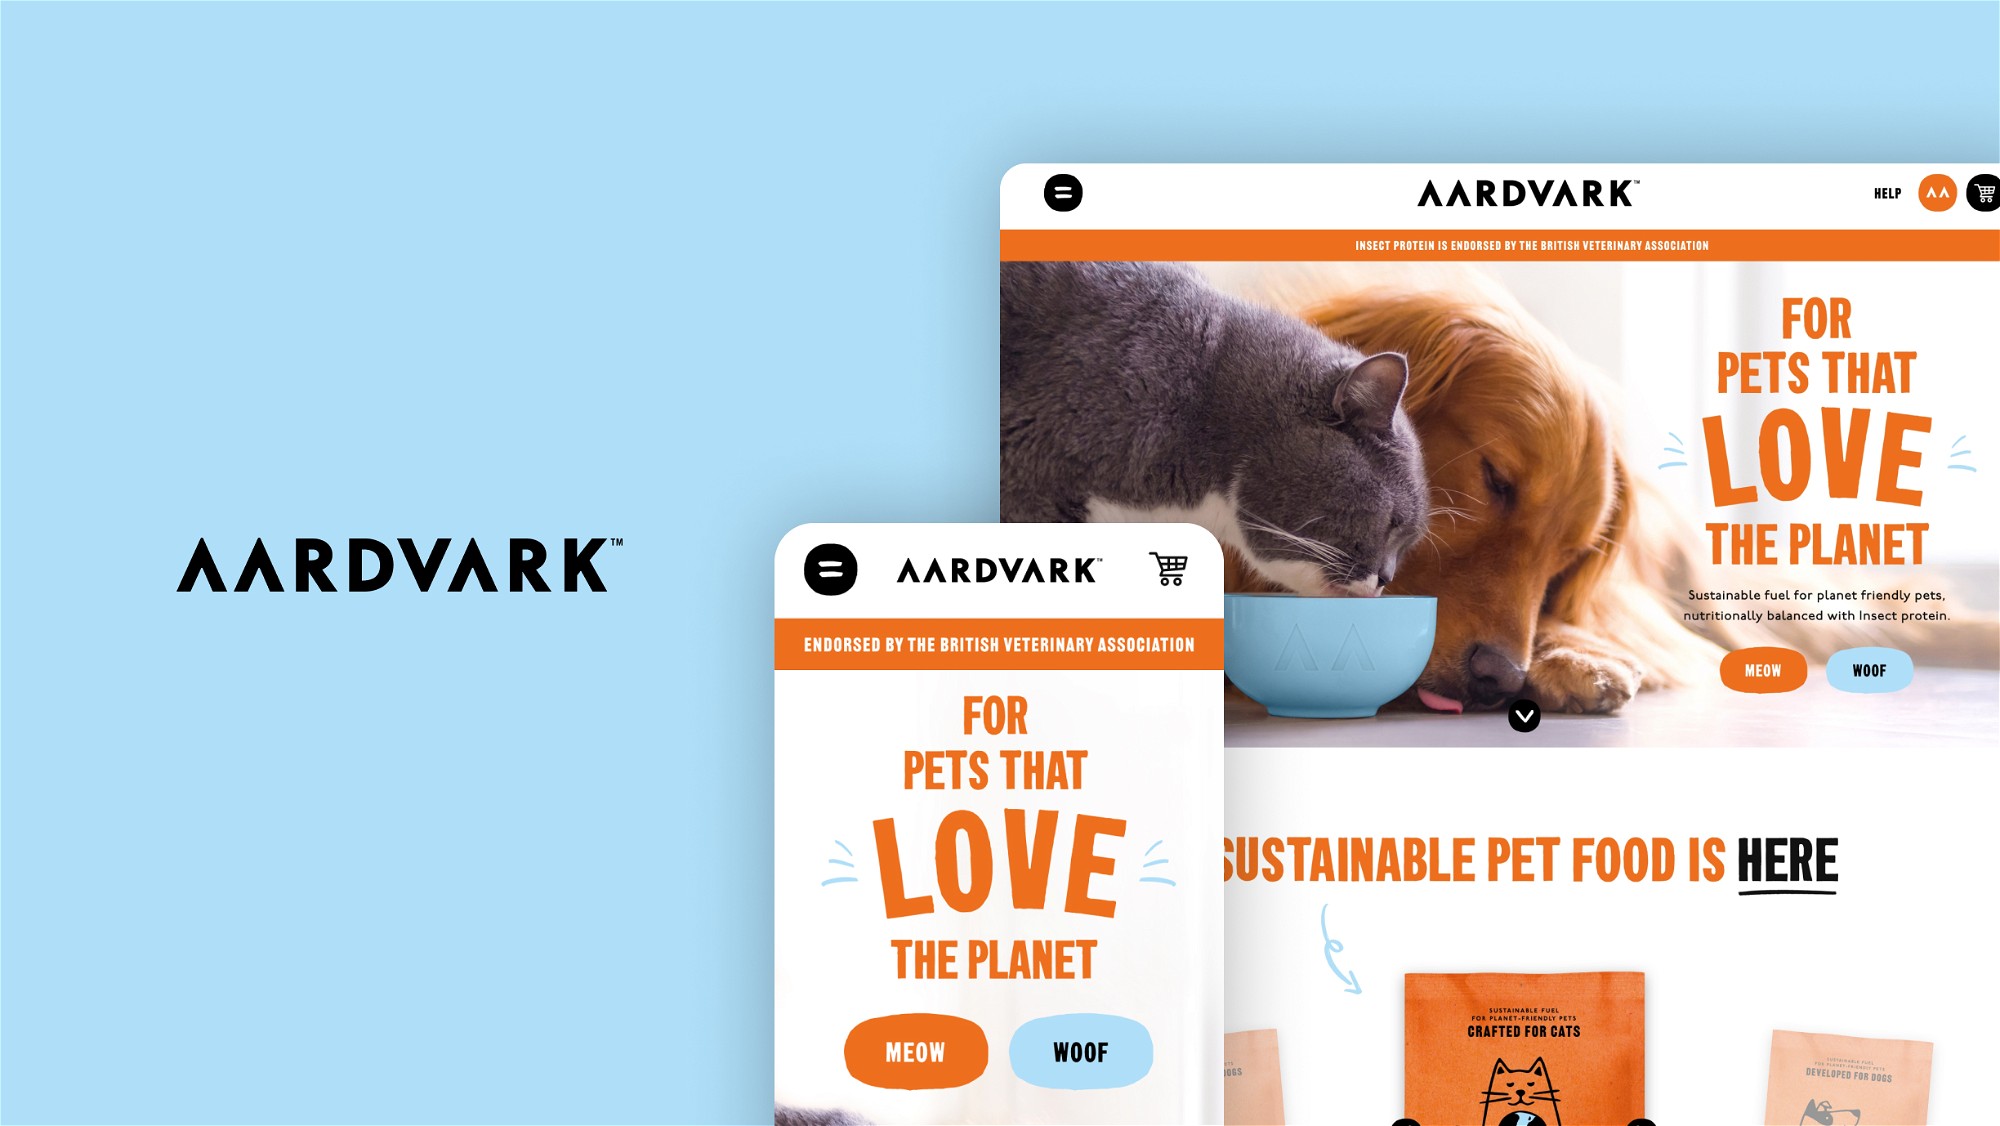 AARDVARK™
AARDVARK™
HELP
INSECT PROTEIN IS ENDORSED BY THE BRITISH VETERINARY ASSOCIATION
FOR
PETS THAT
LOVE
THE PLANET
Sustainable fuel for planet friendly pets,
nutritionally balanced with Insect protein.
MEOW
WOOF
SUSTAINABLE PET FOOD IS HERE
SUSTAINABLE FUEL
FOR PLANET-FRIENDLY PETS
CRAFTED FOR CATS
SUSTAINABLE FUEL
FOR PLANET-FRIENDLY PETS
DEVELOPED FOR DOGS
AARDVARK™
ENDORSED BY THE BRITISH VETERINARY ASSOCIATION
FOR
PETS THAT
LOVE
THE PLANET
MEOW
WOOF